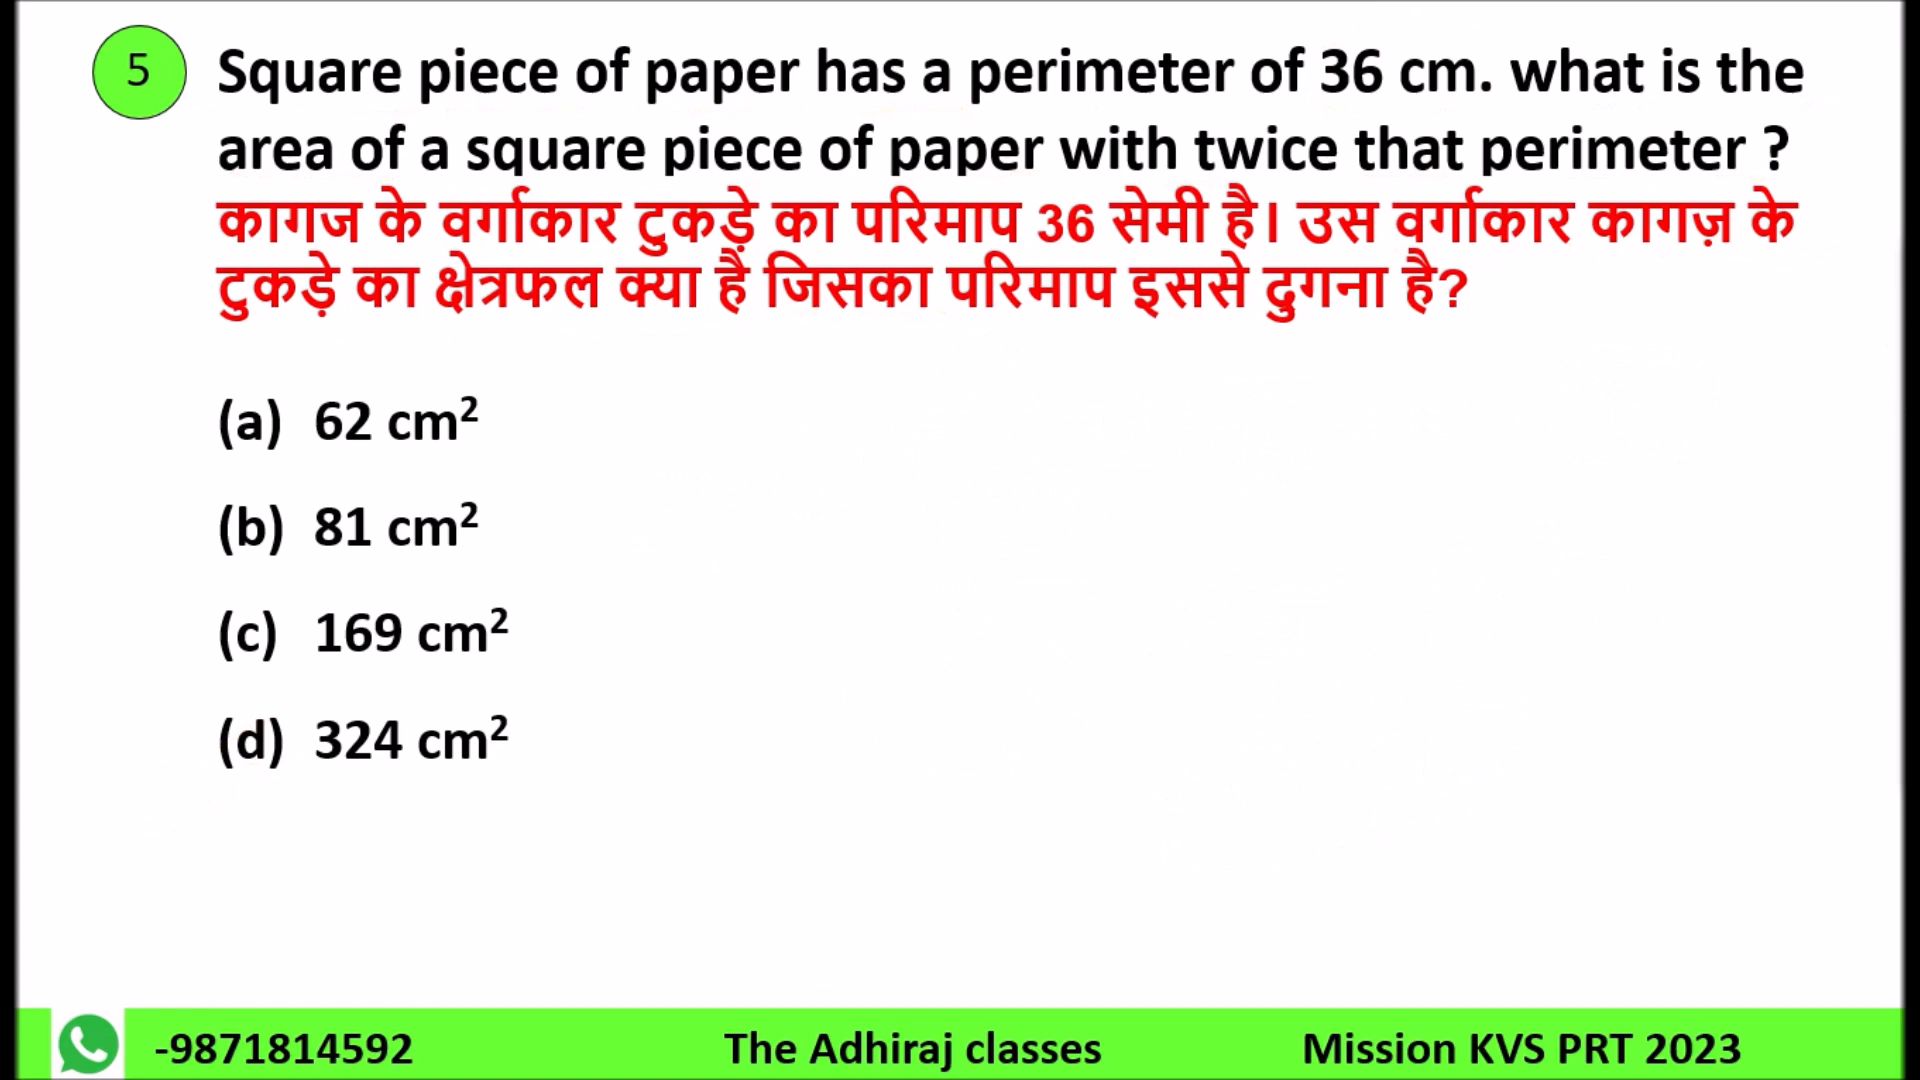 5
Square piece of paper has a perimeter of 36 cm. what is the
area of a square piece of paper with twice that perimeter ?
कागज के वर्गाकार टुकड़े का परिमाप 36 सेमी है। उस वर्गाकार कागज़ के
टुकड़े का क्षेत्रफल क्या है जिसका परिमाप इससे दुगना है?
(a) 62 cm²
(b) 81 cm²
(c) 169 cm²
(d) 324 cm²
-9871814592 The Adhiraj classes Mission KVS PRT 2023